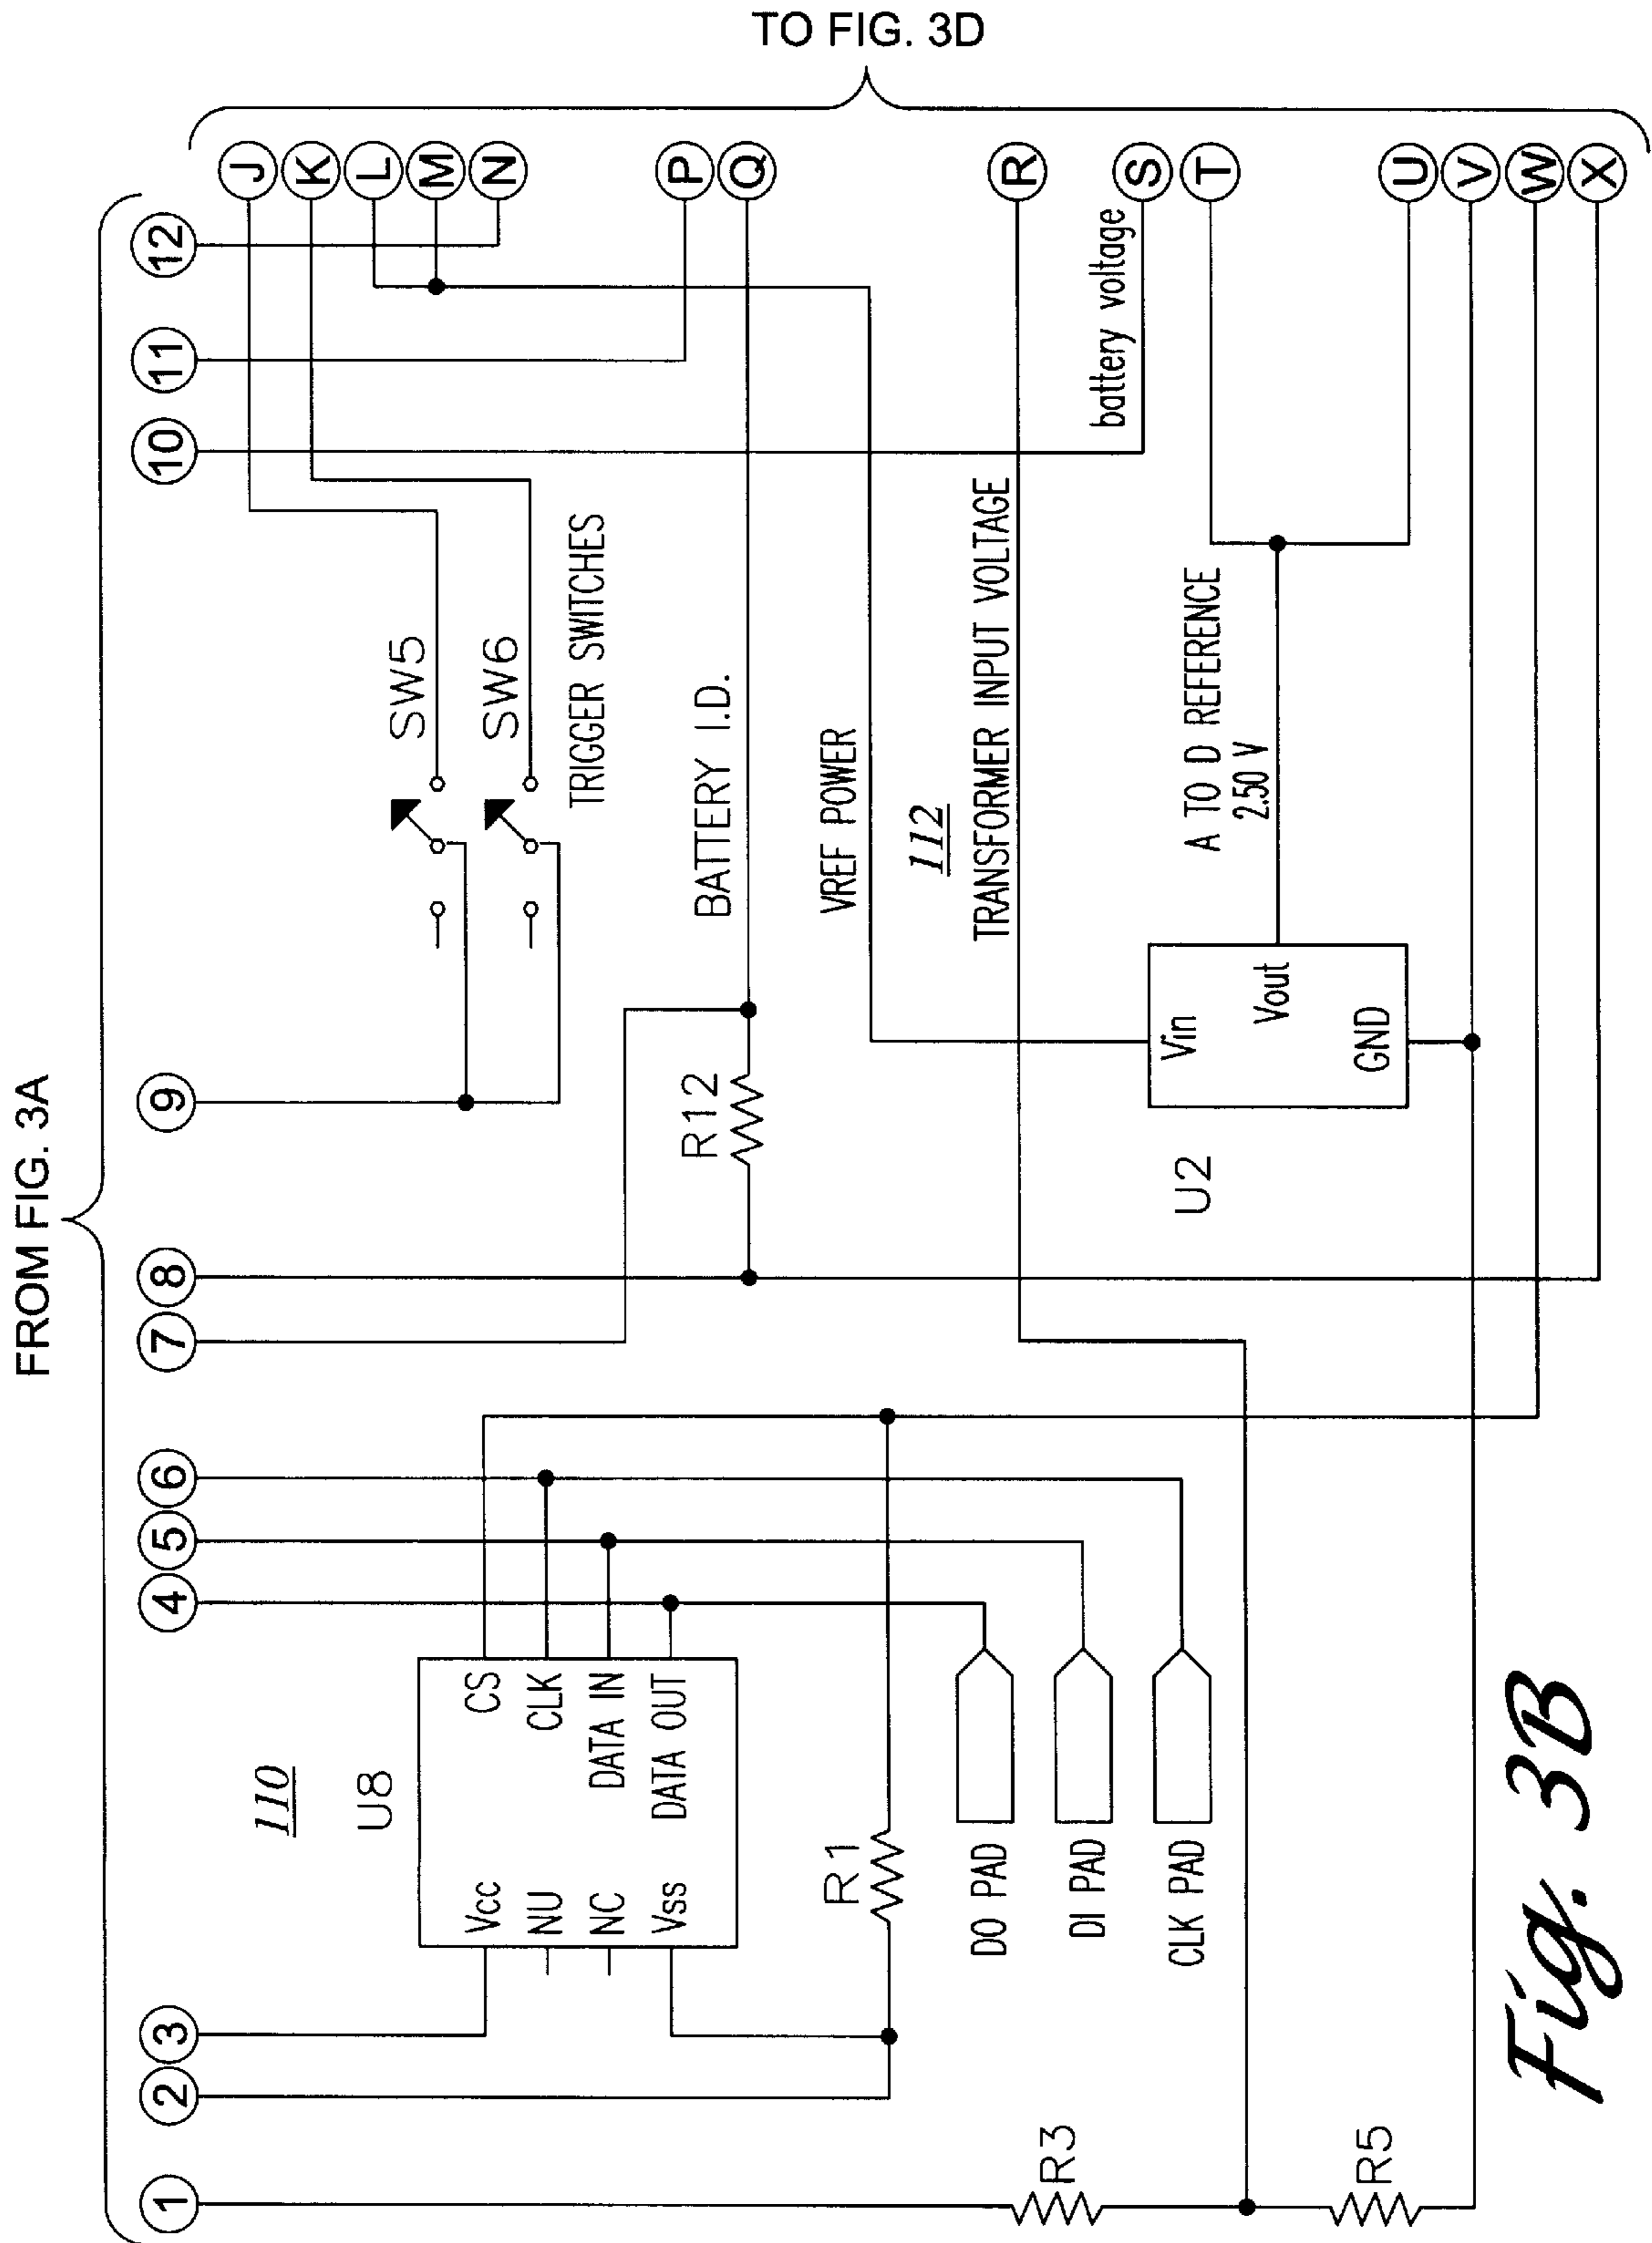 TO FIG. 3D
FROM FIG. 3A
1
2
3
4
5
6
7
8
9
10
11
12
J
K
L
M
N
P
Q
R
S
T
U
V
W
X
110
U8
Vcc
NU
NC
Vss
CS
CLK
DATA IN
DATA OUT
R1
DO PAD
DI PAD
CLK PAD
R3
R5
SW5
SW6
TRIGGER SWITCHES
BATTERY I.D.
R12
VREF POWER
112
TRANSFORMER INPUT VOLTAGE
battery voltage
A TO D REFERENCE
2.50 V
Vin
Vout
GND
U2
Fig. 3B